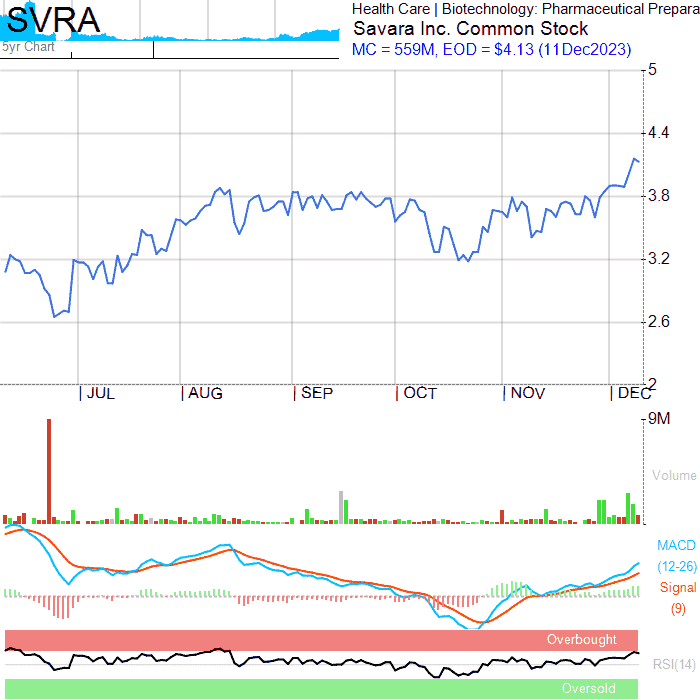 SVRA
5yr Chart
Health Care | Biotechnology: Pharmaceutical Prepara
Savara Inc. Common Stock
MC = 559M, EOD = $4.13 (11Dec2023)
5
4.4
3.8
3.2
2.6
2
JUL AUG SEP OCT NOV DEC
9M
Volume
MACD
(12-26)
Signal
(9)
Overbought
RSI(14)
Oversold